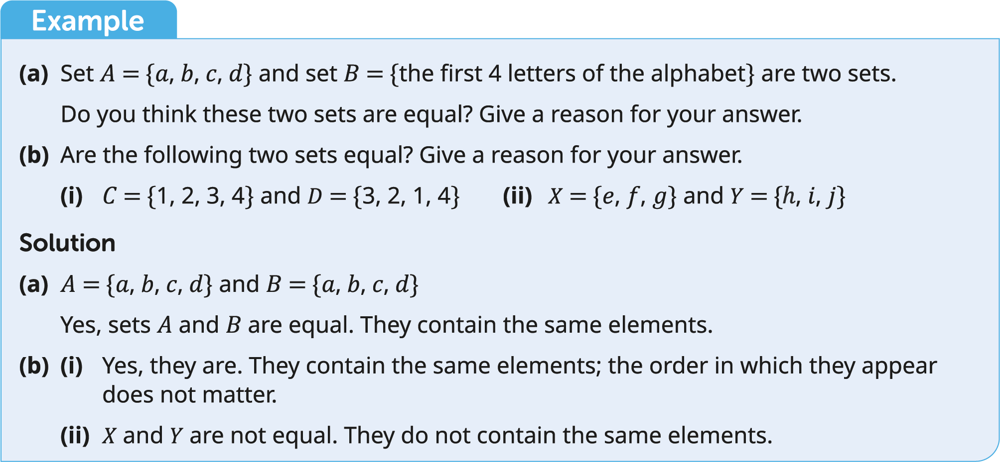 Example
(a) Set A = {a, b, c, d} and set B = {the first 4 letters of the alphabet} are two sets.
Do you think these two sets are equal? Give a reason for your answer.
(b) Are the following two sets equal? Give a reason for your answer.
(i) C = {1, 2, 3, 4} and D = {3, 2, 1, 4} (ii) X = {e, f, g} and Y = {h, i, j}
Solution
(a) A = {a, b, c, d} and B = {a, b, c, d}
Yes, sets A and B are equal. They contain the same elements.
(b) (i) Yes, they are. They contain the same elements; the order in which they appear
does not matter.
(ii) X and Y are not equal. They do not contain the same elements.